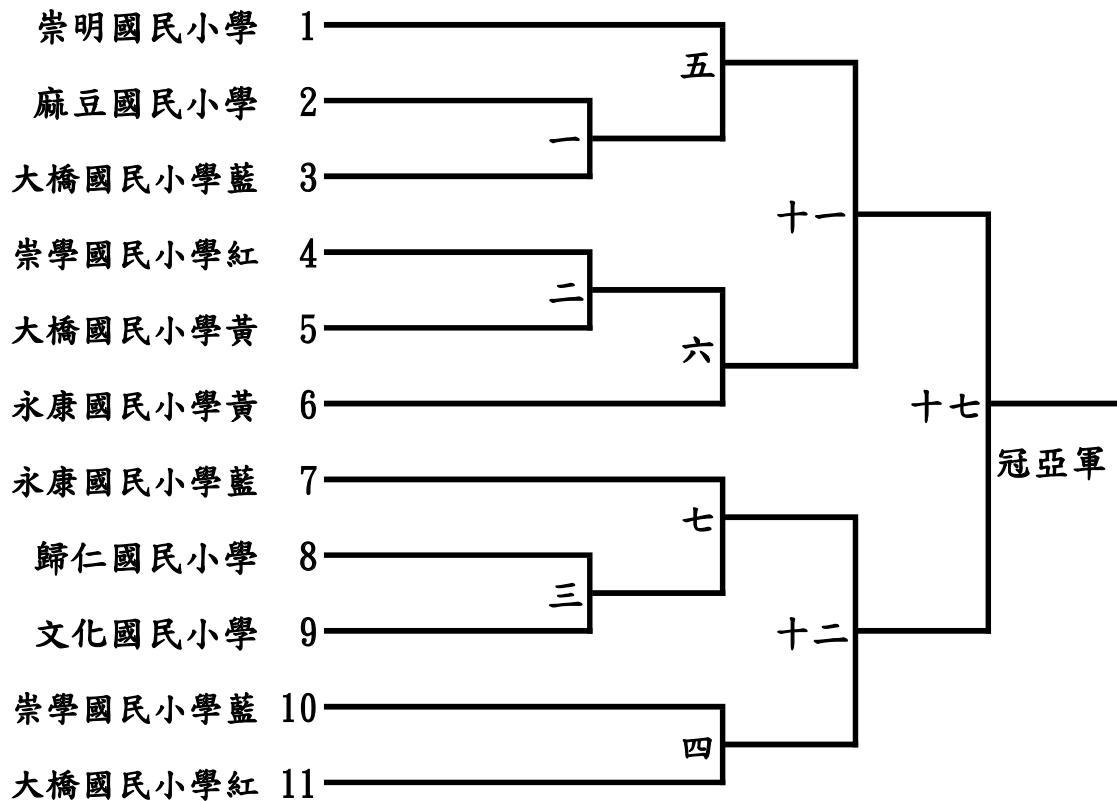 崇明國民小學 1
五
麻豆國民小學 2
一
大橋國民小學藍 3
十一
崇學國民小學紅 4
二
大橋國民小學黃 5
六
永康國民小學黃 6
十七
冠亞軍
永康國民小學藍 7
七
歸仁國民小學 8
三
文化國民小學 9
十二
崇學國民小學藍 10
四
大橋國民小學紅 11